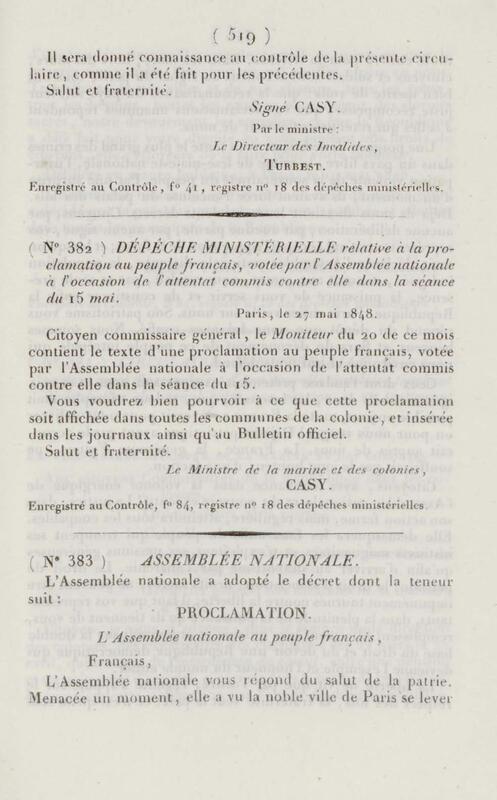 ( 519 )
Il sera donné connaissance au contrôle de la présente circu-
laire, comme il a été fait pour les précédentes.
Salut et fraternité.
Signé CASY.
Par le ministre :
Le Directeur des Invalides,
TURBEST.
Enregistré au Contrôle, f° 41, registre n° 18 des dépêches ministérielles.
( N° 382 ) DÉPÊCHE MINISTÉRIELLE relative à la pro-
clamation au peuple français, votée par l'Assemblée nationale
à l'occasion de l'attentat commis contre elle dans la séance
du 15 mai.
Paris, le 27 mai 1848.
Citoyen commissaire général, le Moniteur du 20 de ce mois
contient le texte d'une proclamation au peuple français, votée
par l'Assemblée nationale à l'occasion de l'attentat commis
contre elle dans la séance du 15.
Vous voudrez bien pourvoir à ce que cette proclamation
soit affichée dans toutes les communes de la colonie, et insérée
dans les journaux ainsi qu'au Bulletin officiel.
Salut et fraternité.
Le Ministre de la marine et des colonies,
CASY.
Enregistré au Contrôle, f° 84, registre n° 18 des dépêches ministérielles.
( N° 383 ) ASSEMBLÉE NATIONALE.
L'Assemblée nationale a adopté le décret dont la teneur
suit :
PROCLAMATION.
L'Assemblée nationale au peuple français,
Français,
L'Assemblée nationale vous répond du salut de la patrie.
Menacée un moment, elle a vu la noble ville de Paris se lever